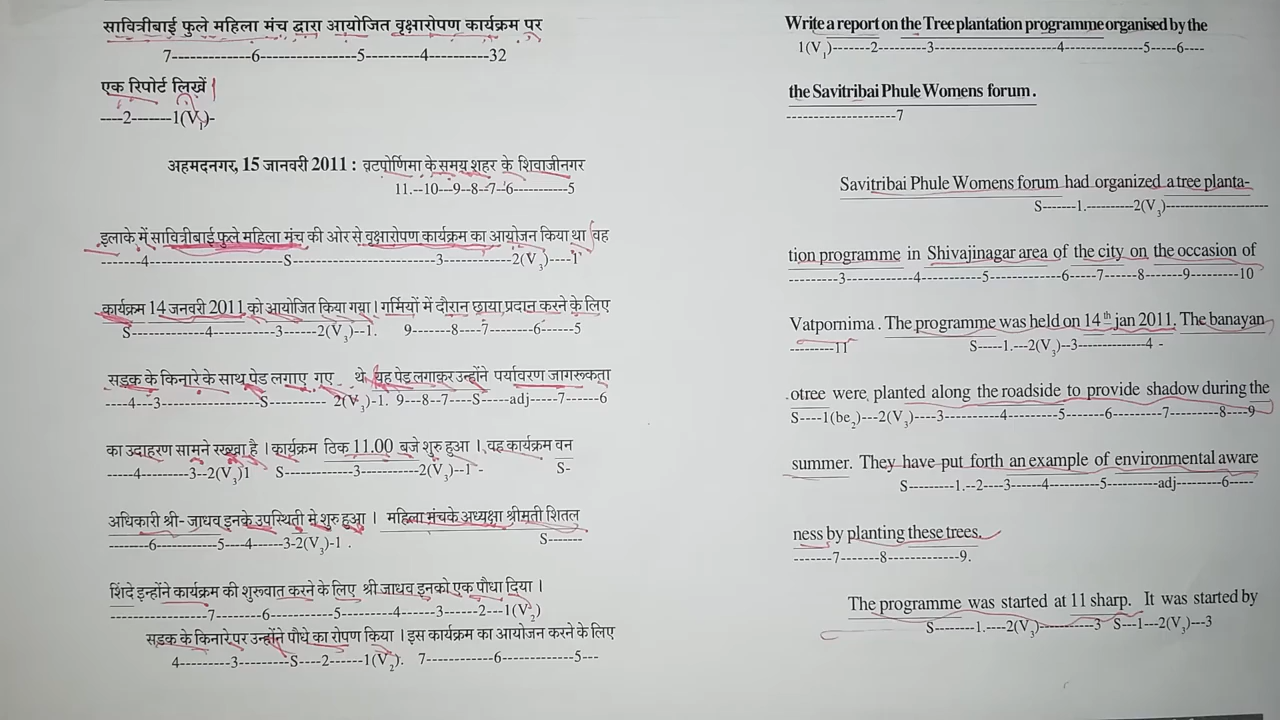 सावित्रीबाई फुले महिला मंच द्वारा आयोजित वृक्षारोपण कार्यक्रम पर
7------------6--------------5---------4----------32
एक रिपोर्ट लिखें।
----2-------1(V1)-
अहमदनगर, 15 जानवरी 2011 : व्रटपोर्णिमा के समय शहर के शिवाजीनगर
11.--10---9--8--7--6-----------5
इलाके में सावित्रीबाई फुले महिला मंच की ओर से वृक्षारोपण कार्यक्रम का आयोजन किया था वह
-------4--------------------S---------------------3-----------2(V3)----1
कार्यक्रम 14 जनवरी 2011 को आयोजित किया गया। गर्मियों में दौरान छाया प्रदान करने के लिए
S------------4----------3------2(V3)--1. 9-------8----7-------6------5
सड़क के किनारे के साथ पेड लगाए गए थे यह पेड लगाकर उन्होंने पर्यावरण जागरूकता
----4---3-----------------S------------2(V3)-1. 9---8--7----S-----adj-----7------6
का उदाहरण सामने रख्खा है । कार्यक्रम ठिक 11.00 बजे शुरु हुआ । वह कार्यक्रम वन
-----4-------3--2(V3)1 S-----------3----------2(V3)--1 - S-
अधिकारी श्री- जाधव इनके उपस्थिती मे शुरु हुआ । महिला मंचके अध्यक्षा श्रीमती शितल
--------6----------5----4------3-2(V3)-1 . S-------
शिंदे इन्होंने कार्यक्रम की शुरूवात करने के लिए श्री जाधव इनको एक पौधा दिया ।
----------------7--------6-----------5---------4------3------2---1(V2)
सड़क के किनारे पर उन्होंने पौधे का रोपण किया । इस कार्यक्रम का आयोजन करने के लिए
4---------3---------S----2------1(V2). 7---------6-------------5---
Write a report on the Tree plantation programme organised by the
1(V1)-------2---------3-----------------------4---------------5-----6----
the Savitribai Phule Womens forum .
--------------------7
Savitribai Phule Womens forum had organized a tree planta-
S------1.---------2(V3)-------------------
tion programme in Shivajinagar area of the city on the occasion of
---------3-------------4-----------5-------------6----7-----8------9---------10
Vatpornima . The programme was held on 14th jan 2011. The banayan
---------11 S-----1.---2(V3)--3-------------4 -
.otree were planted along the roadside to provide shadow during the
S----1(be2)---2(V3)----3-----------4----------5---------6---------7---------8---9
summer. They have put forth an example of environmental aware
S---------1.--2----3------4----------5----------adj--------6-----
ness by planting these trees.
-------7-------8-------------9.
The programme was started at 11 sharp. It was started by
S--------1.----2(V3)-----------3 S---1---2(V3)---3